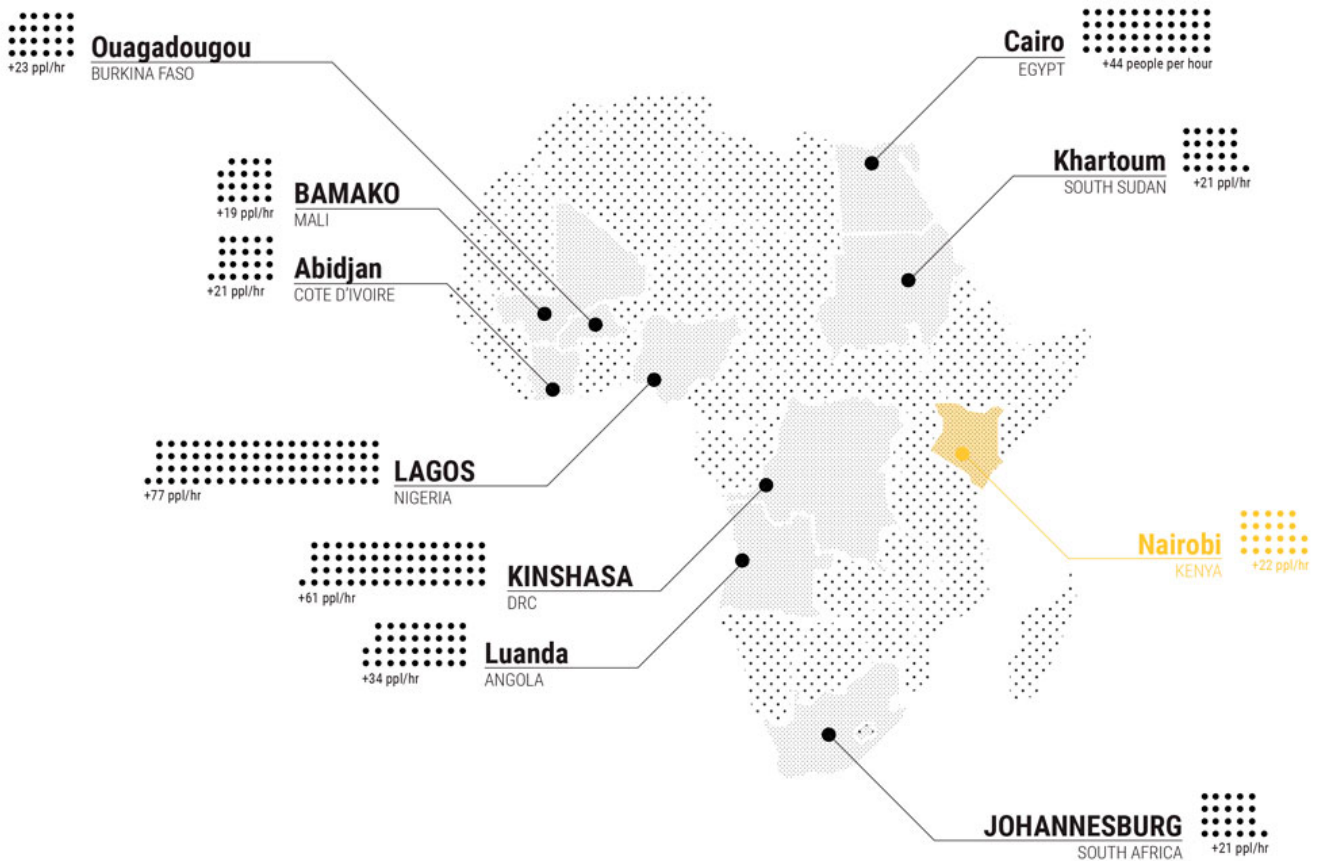 Ouagadougou
BURKINA FASO
+23 ppl/hr
Cairo
EGYPT
+44 people per hour
Khartoum
SOUTH SUDAN
+21 ppl/hr
BAMAKO
MALI
+19 ppl/hr
Abidjan
COTE D'IVOIRE
+21 ppl/hr
LAGOS
NIGERIA
+77 ppl/hr
Nairobi
KENYA
+22 ppl/hr
KINSHASA
DRC
+61 ppl/hr
Luanda
ANGOLA
+34 ppl/hr
JOHANNESBURG
SOUTH AFRICA
+21 ppl/hr